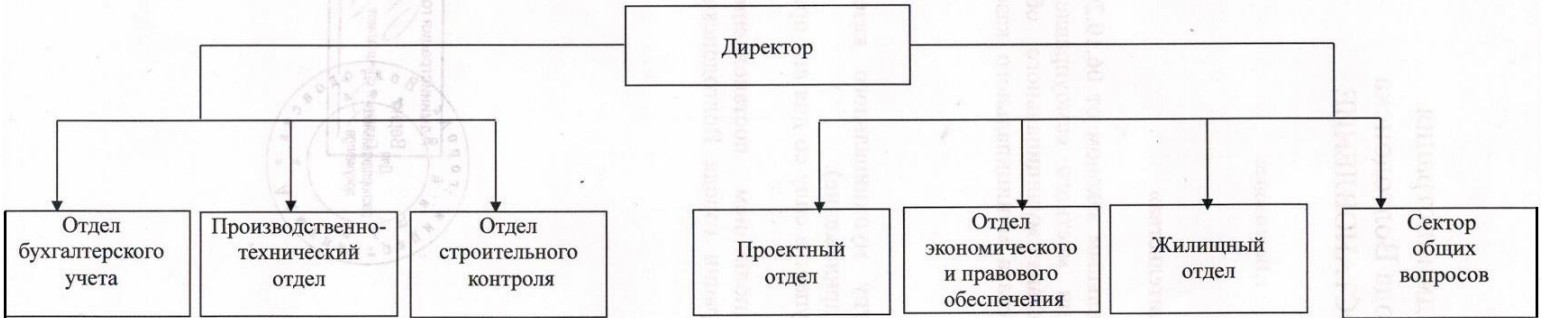 Директор
Отдел
бухгалтерского
учета
Производственно-
технический
отдел
Отдел
строительного
контроля
Проектный
отдел
Отдел
экономического
и правового
обеспечения
Жилищный
отдел
Сектор
общих
вопросов